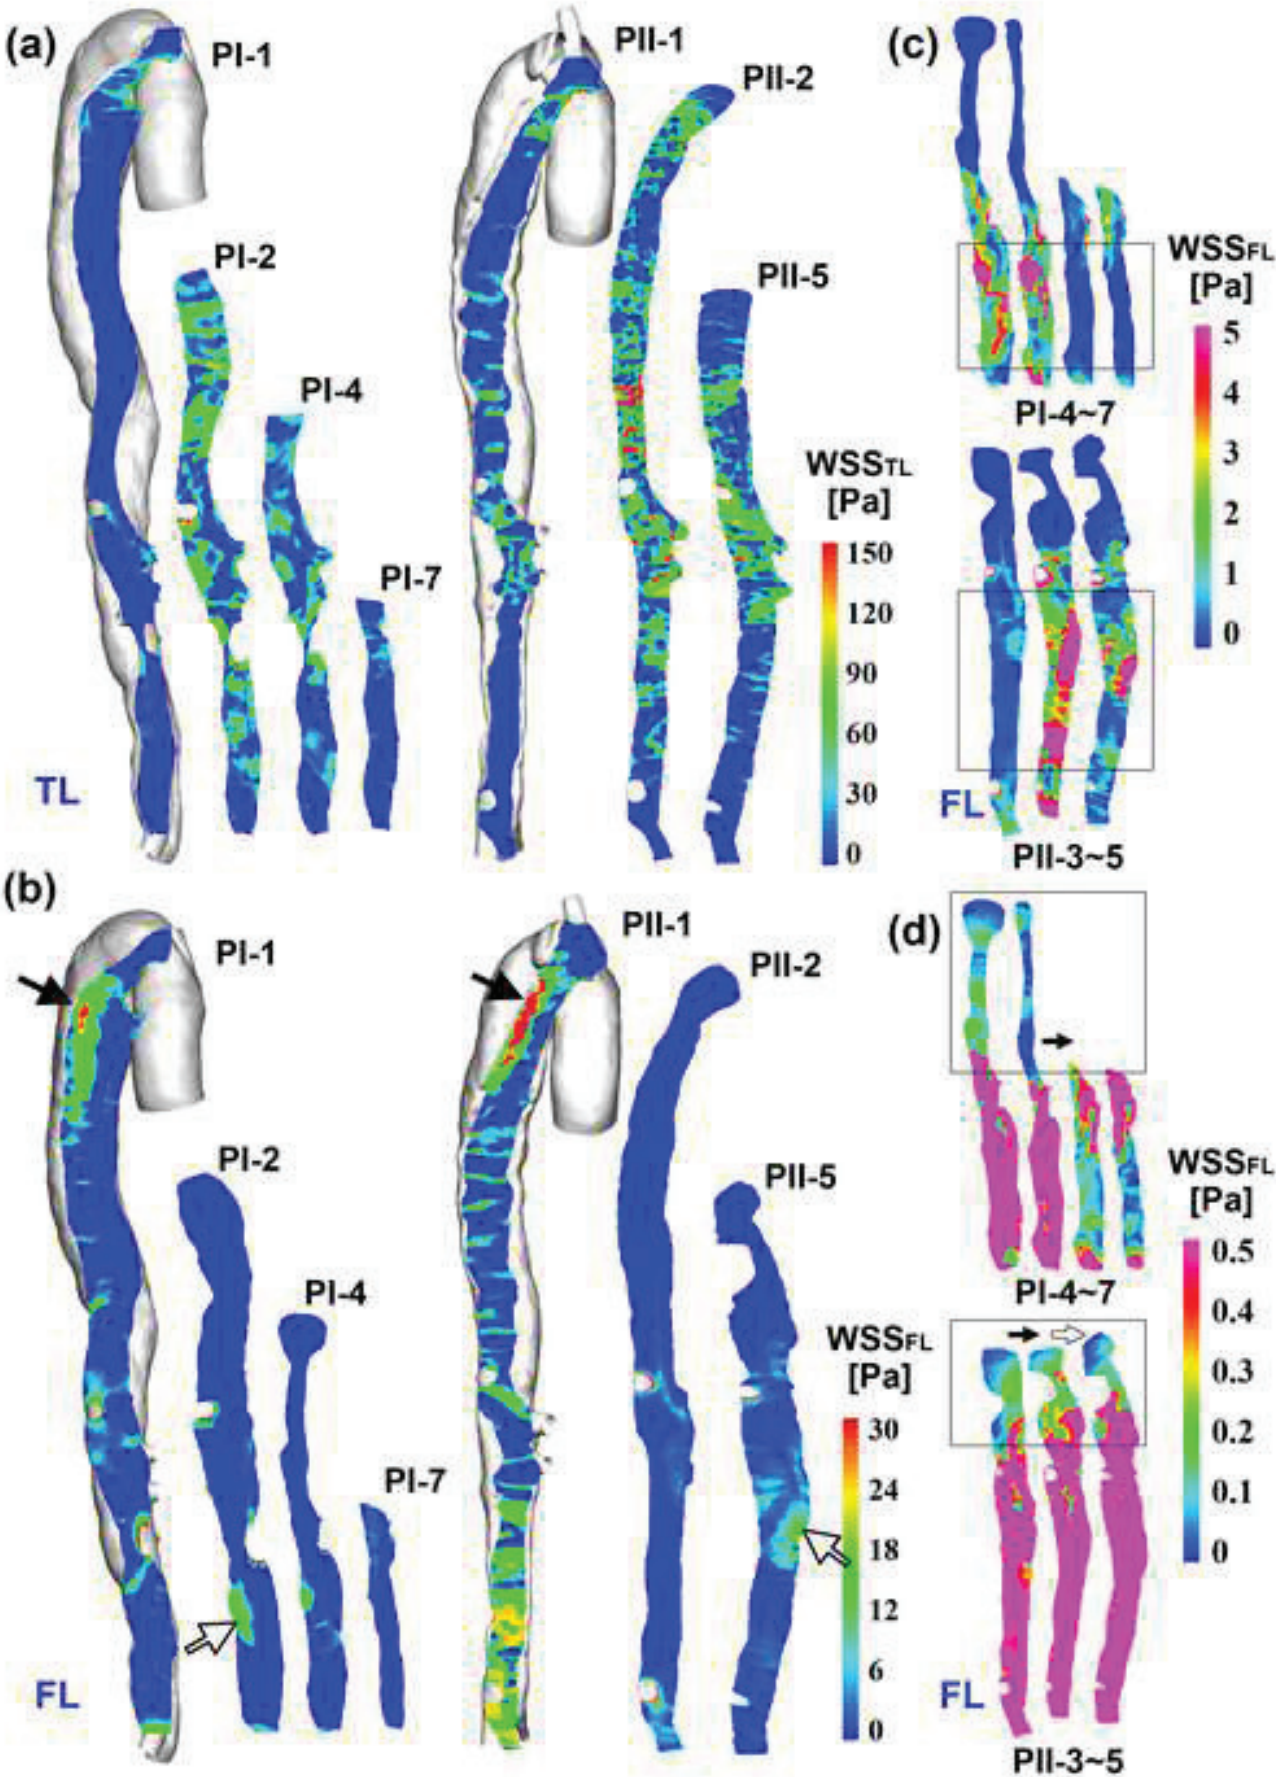 (a)
PI-1
PII-1
PII-2
PI-2
PII-5
PI-4
PI-7
WSSTL
[Pa]
150
120
90
60
30
0
TL
(c)
WSSFL
[Pa]
5
4
3
2
1
0
PI-4~7
FL
PII-3~5
(b)
PI-1
PII-1
PII-2
PI-2
PII-5
PI-4
PI-7
WSSFL
[Pa]
30
24
18
12
6
0
FL
(d)
WSSFL
[Pa]
0.5
0.4
0.3
0.2
0.1
0
PI-4~7
FL
PII-3~5